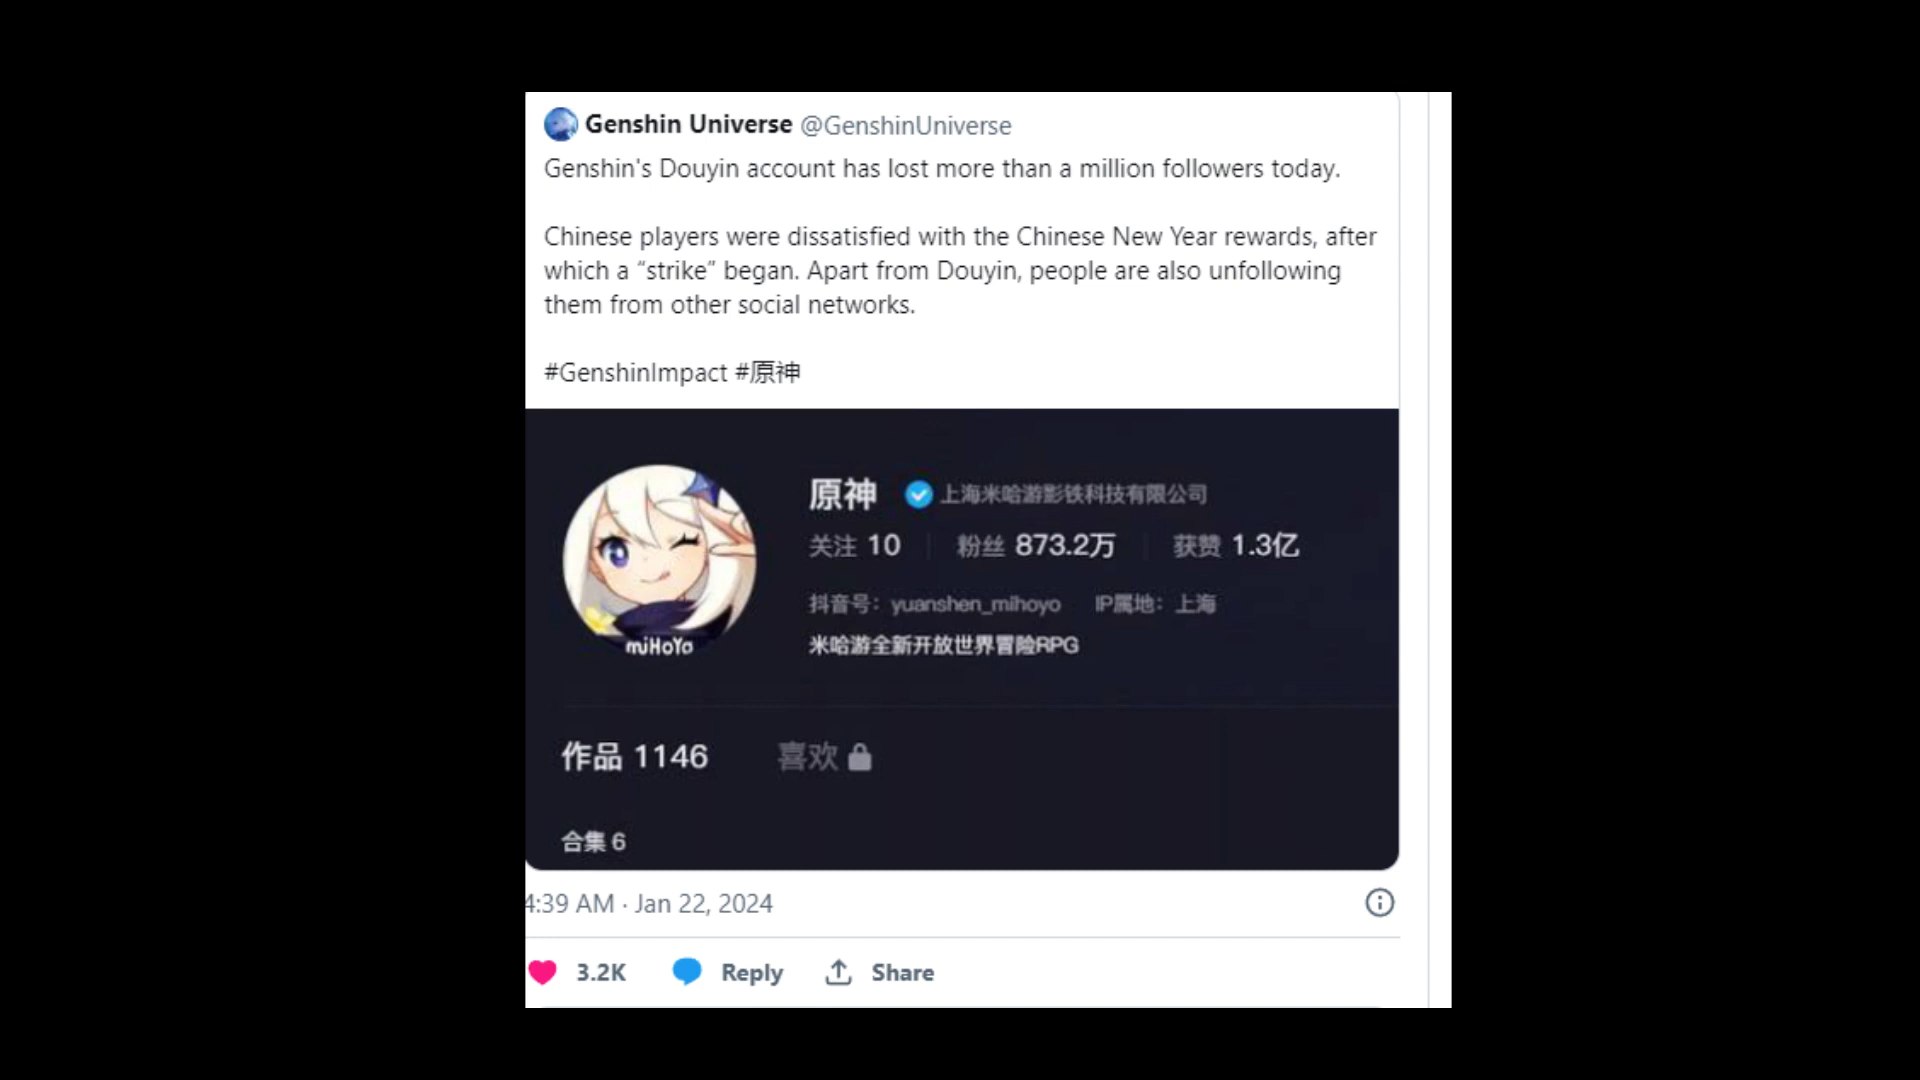 Genshin Universe @GenshinUniverse
Genshin's Douyin account has lost more than a million followers today.
Chinese players were dissatisfied with the Chinese New Year rewards, after
which a “strike” began. Apart from Douyin, people are also unfollowing
them from other social networks.
#GenshinImpact #原神
原神 上海米哈游影铁科技有限公司
关注 10 粉丝 873.2万 获赞 1.3亿
抖音号：yuanshen_mihoyo IP属地：上海
米哈游全新开放世界冒险RPG
miHoYo
作品 1146 喜欢
合集 6
4:39 AM · Jan 22, 2024
3.2K Reply Share